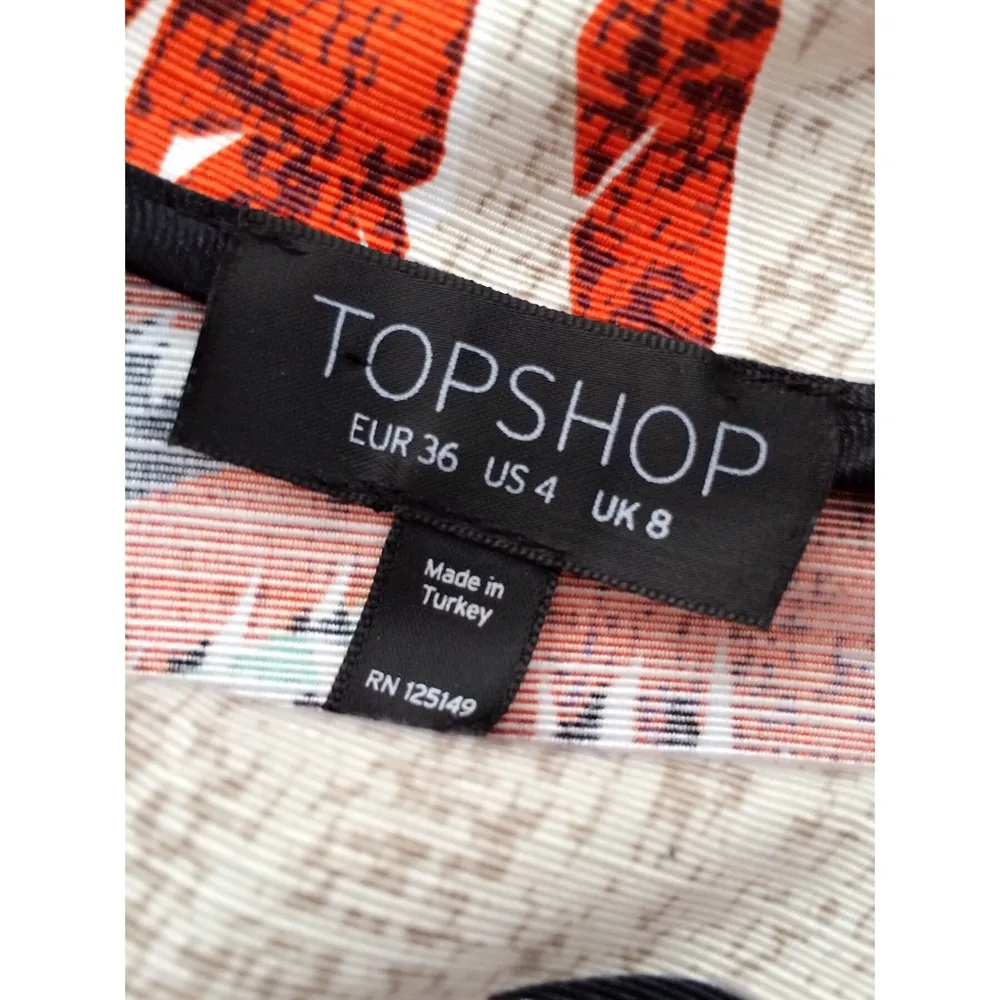 TOPSHOP
EUR 36 US 4 UK 8
Made in
Turkey
RN 125149